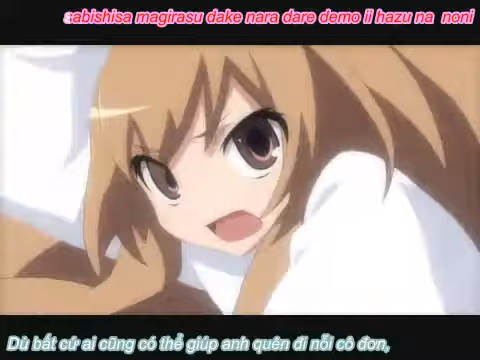 sabishisa magirasu dake nara dare demo ii hazu na noni
Dù bất cứ ai cũng có thể giúp anh quên đi nỗi cô đơn,